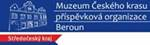 Muzeum Českého krasu
příspěvková organizace
Beroun
Středočeský kraj